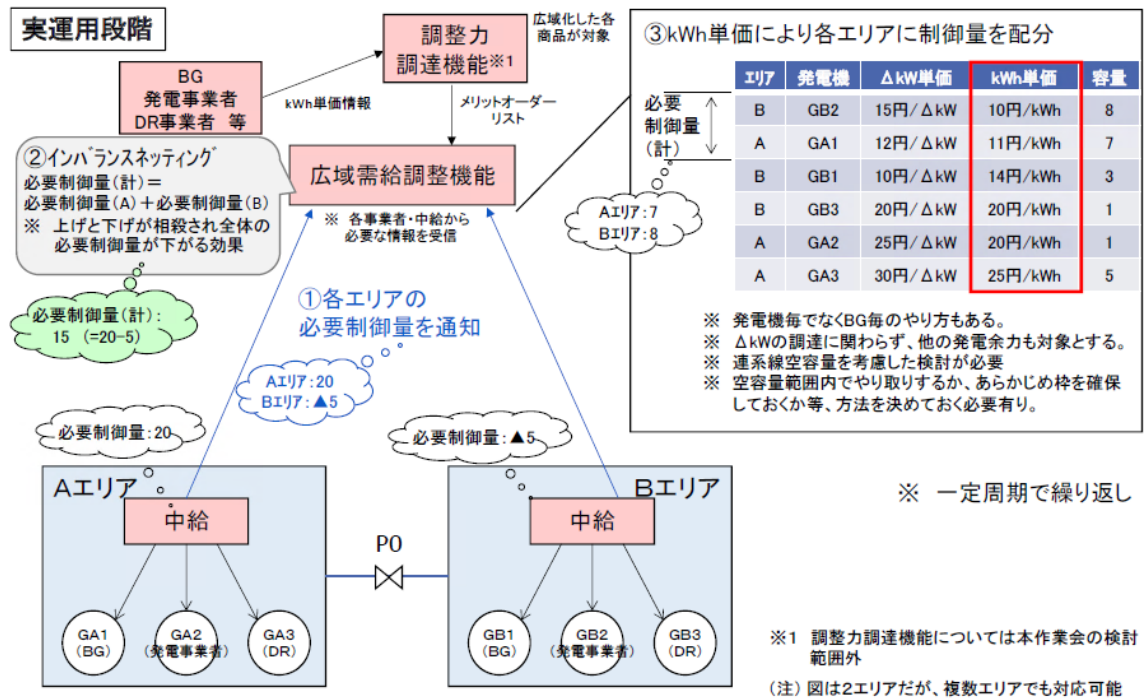 実運用段階
BG
発電事業者
DR事業者 等
kWh単価情報
調整力
調達機能※1
広域化した各
商品が対象
メリットオーダー
リスト
②インバランスネッティング
必要制御量(計)=
必要制御量(A)+必要制御量(B)
※ 上げと下げが相殺され全体の
必要制御量が下がる効果
必要制御量(計):
15 (=20-5)
広域需給調整機能
※ 各事業者・中給から
必要な情報を受信
①各エリアの
必要制御量を通知
Aエリア:20
Bエリア:▲5
必要制御量:20
必要制御量:▲5
Aエリア
中給
GA1
(BG)
GA2
(発電事業者)
GA3
(DR)
PO
Bエリア
中給
GB1
(BG)
GB2
(発電事業者)
GB3
(DR)
③kWh単価により各エリアに制御量を配分
必要
制御量
(計)
Aエリア:7
Bエリア:8
エリア 発電機 ΔkW単価 kWh単価 容量
B GB2 15円/ΔkW 10円/kWh 8
A GA1 12円/ΔkW 11円/kWh 7
B GB1 10円/ΔkW 14円/kWh 3
B GB3 20円/ΔkW 20円/kWh 1
A GA2 25円/ΔkW 20円/kWh 1
A GA3 30円/ΔkW 25円/kWh 5
※ 発電機毎でなくBG毎のやり方もある。
※ ΔkWの調達に関わらず、他の発電余力も対象とする。
※ 連系線空容量を考慮した検討が必要
※ 空容量範囲内でやり取りするか、あらかじめ枠を確保
しておくか等、方法を決めておく必要有り。
※ 一定周期で繰り返し
※1 調整力調達機能については本作業会の検討
範囲外
(注) 図は2エリアだが、複数エリアでも対応可能